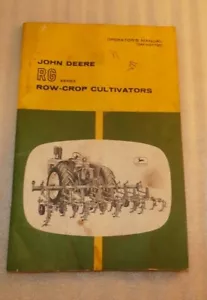 OPERATOR'S MANUAL
JOHN DEERE
RG SERIES
ROW-CROP CULTIVATORS